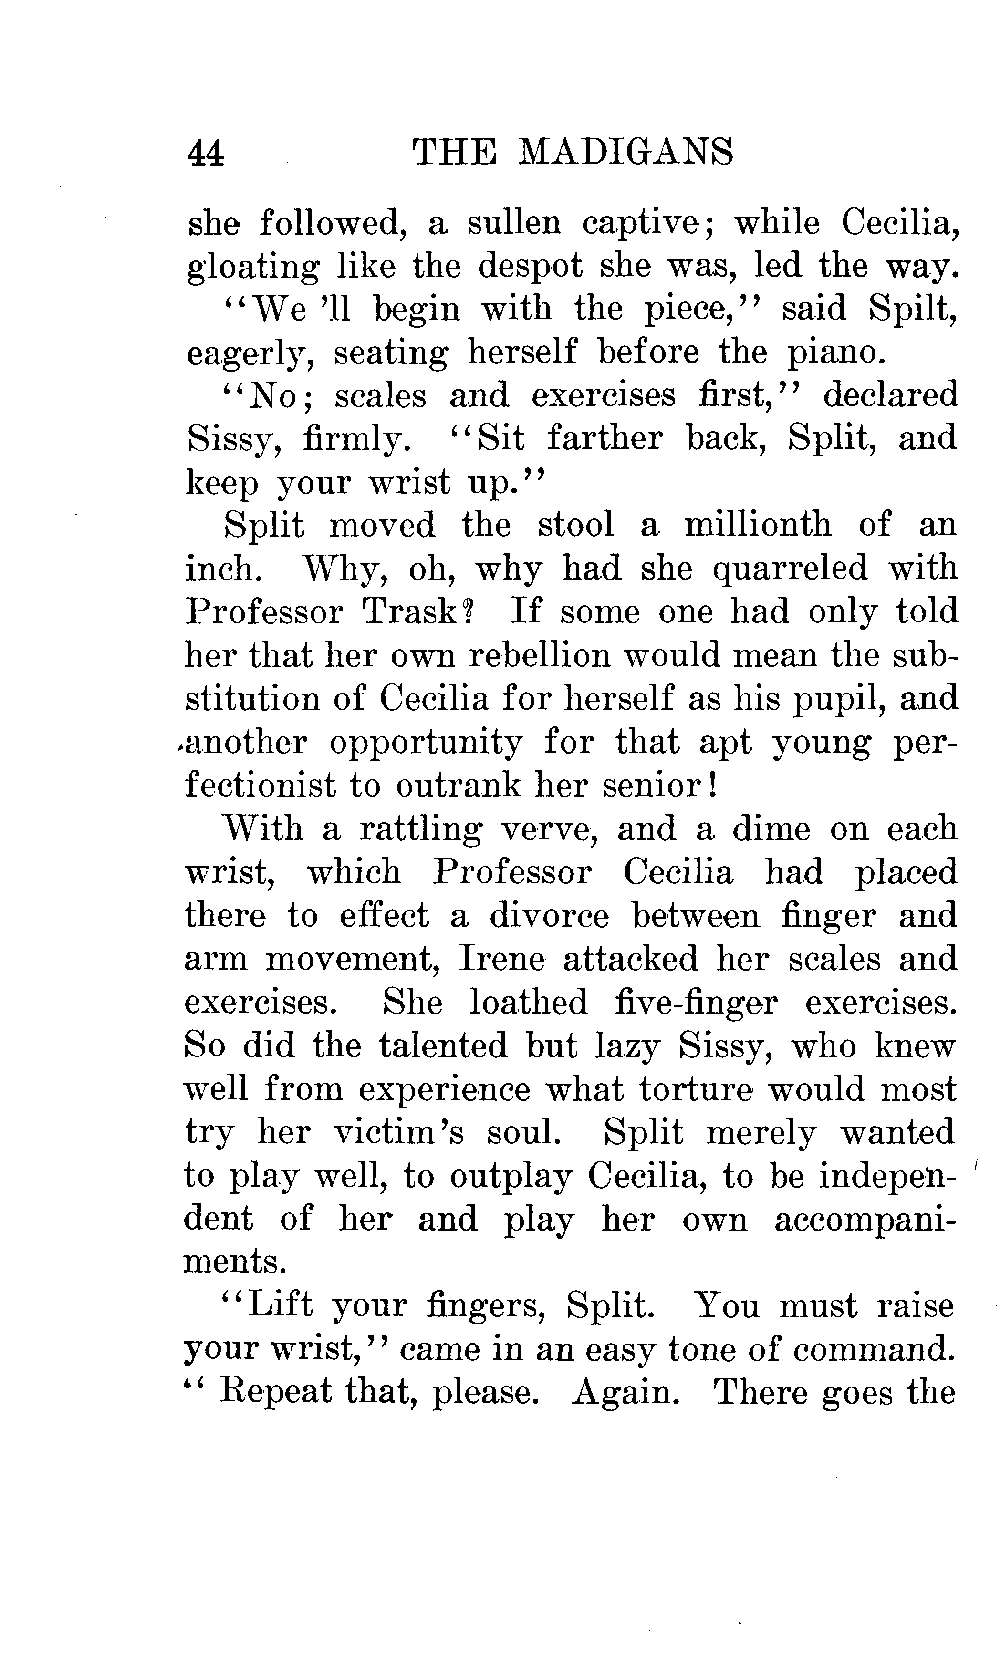 44 THE MADIGANS
she followed, a sullen captive; while Cecilia,
gloating like the despot she was, led the way.
"We 'll begin with the piece," said Spilt,
eagerly, seating herself before the piano.
"No; scales and exercises first," declared
Sissy, firmly. "Sit farther back, Split, and
keep your wrist up."
Split moved the stool a millionth of an
inch. Why, oh, why had she quarreled with
Professor Trask? If some one had only told
her that her own rebellion would mean the sub-
stitution of Cecilia for herself as his pupil, and
another opportunity for that apt young per-
fectionist to outrank her senior!
With a rattling verve, and a dime on each
wrist, which Professor Cecilia had placed
there to effect a divorce between finger and
arm movement, Irene attacked her scales and
exercises. She loathed five-finger exercises.
So did the talented but lazy Sissy, who knew
well from experience what torture would most
try her victim's soul. Split merely wanted
to play well, to outplay Cecilia, to be indepen-
dent of her and play her own accompani-
ments.
"Lift your fingers, Split. You must raise
your wrist," came in an easy tone of command.
" Repeat that, please. Again. There goes the